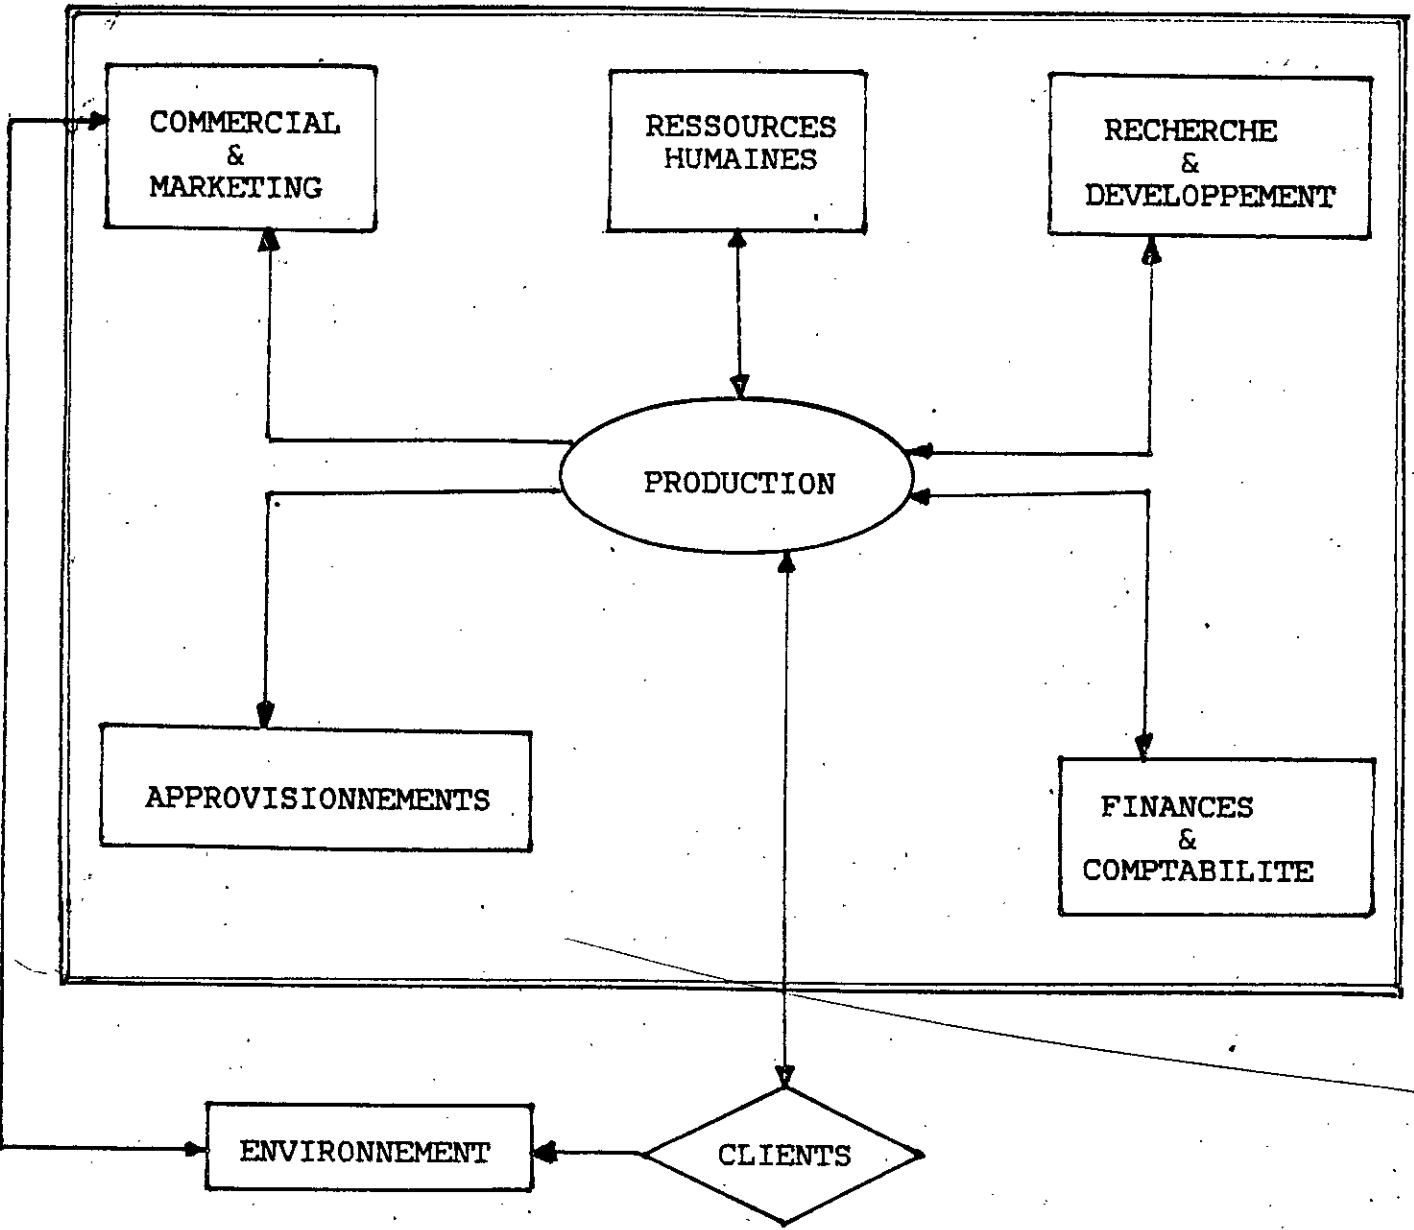 COMMERCIAL
&
MARKETING
RESSOURCES
HUMAINES
RECHERCHE
&
DEVELOPPEMENT
PRODUCTION
APPROVISIONNEMENTS
FINANCES
&
COMPTABILITE
ENVIRONNEMENT
CLIENTS